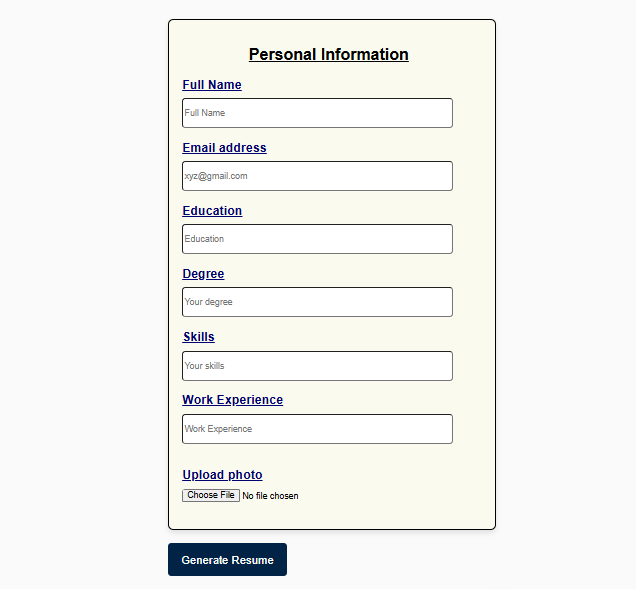 Personal Information
Full Name
Full Name
Email address
xyz@gmail.com
Education
Education
Degree
Your degree
Skills
Your skills
Work Experience
Work Experience
Upload photo
Choose File No file chosen
Generate Resume